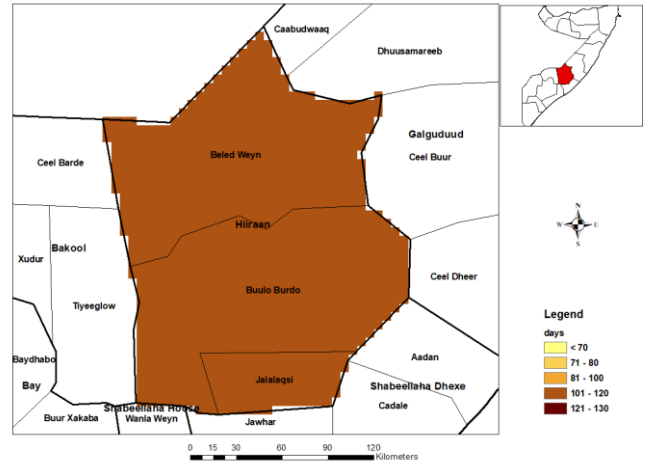 Caabudwaaq
Dhuusamareeb
Galguduud
Ceel Buur
Beled Weyn
Ceel Barde
Hiiraan
Bakool
Xudur
Tiyeeglow
Buulo Burdo
Ceel Dheer
Baydhabo
Bay
Aadan
Jalalaqsi
Shabeellaha Dhexe
Cadale
Shabeellaha Hoose
Buur Xakaba
Wanla Weyn
Jawhar
0 15 30 60 90 120
Kilometers
N
W E
S
Legend
days
< 70
71 - 80
81 - 100
101 - 120
121 - 130